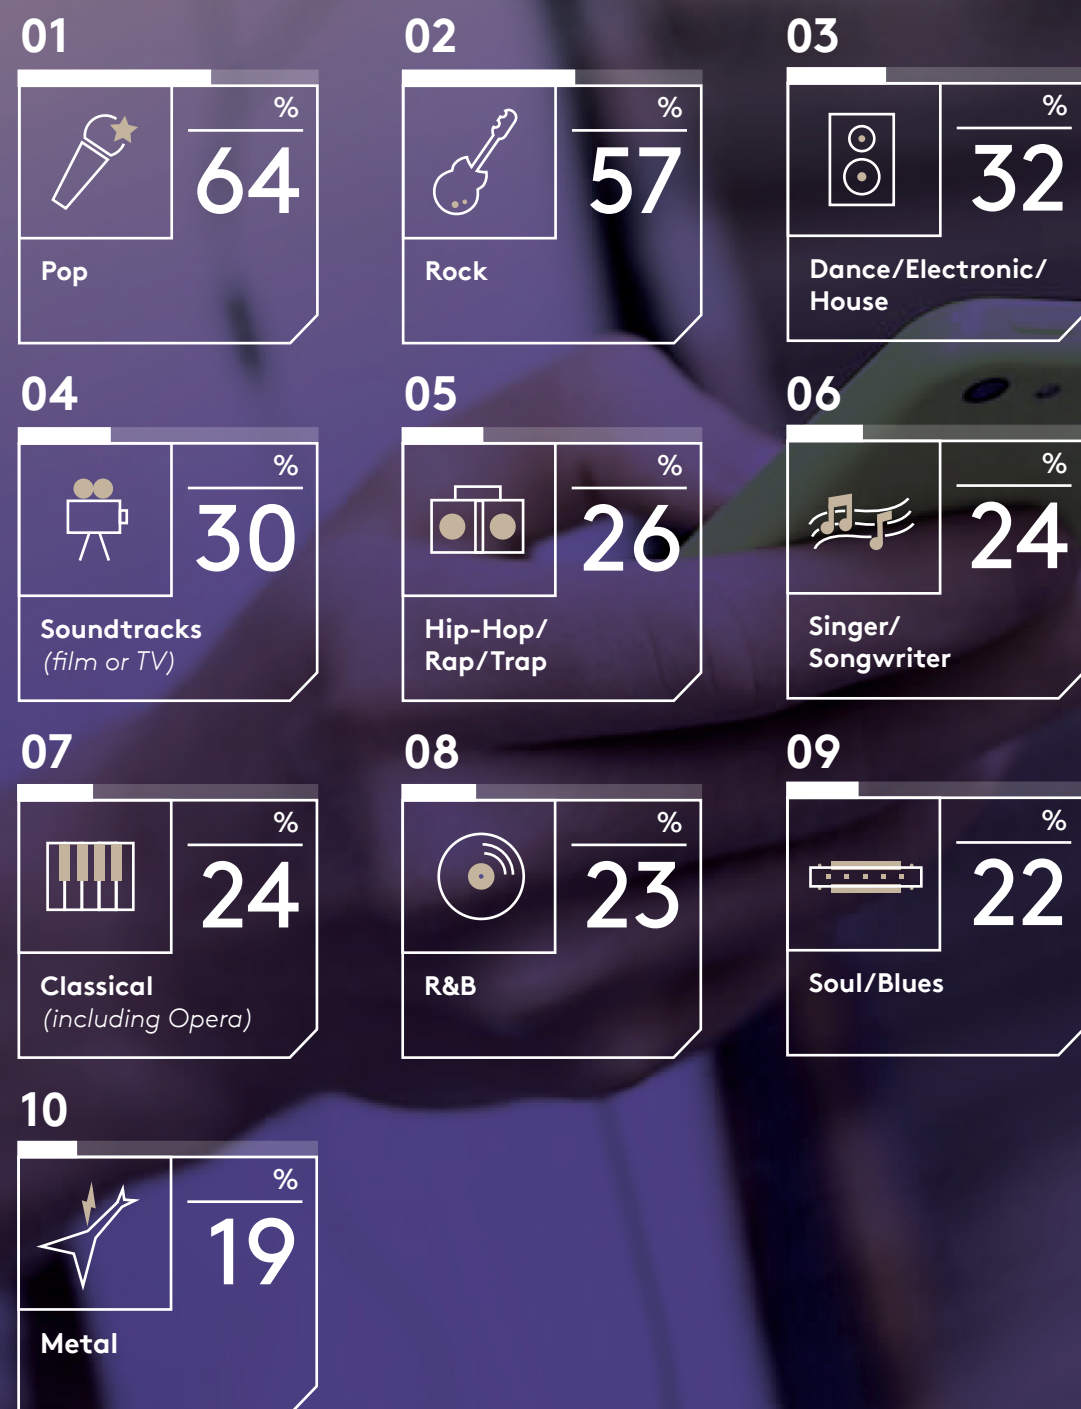 01
%
64
Pop
02
%
57
Rock
03
%
32
Dance/Electronic/
House
04
%
30
Soundtracks
(film or TV)
05
%
26
Hip-Hop/
Rap/Trap
06
%
24
Singer/
Songwriter
07
%
24
Classical
(including Opera)
08
%
23
R&B
09
%
22
Soul/Blues
10
%
19
Metal